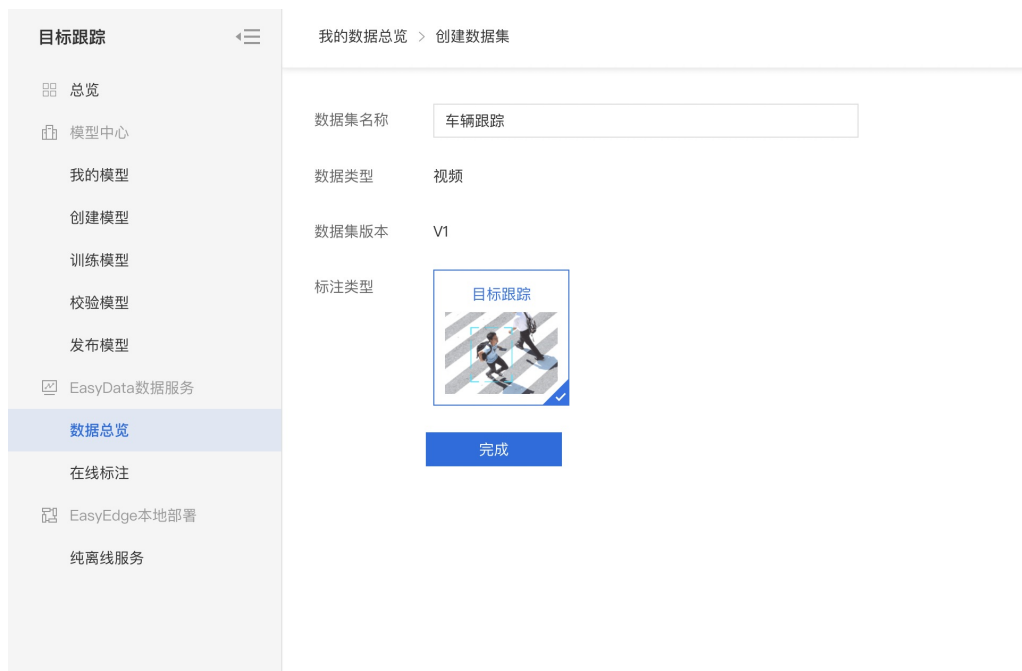 目标跟踪
总览
模型中心
我的模型
创建模型
训练模型
校验模型
发布模型
EasyData数据服务
数据总览
在线标注
EasyEdge本地部署
纯离线服务
我的数据总览 > 创建数据集
数据集名称 车辆跟踪
数据类型 视频
数据集版本 V1
标注类型 目标跟踪
完成